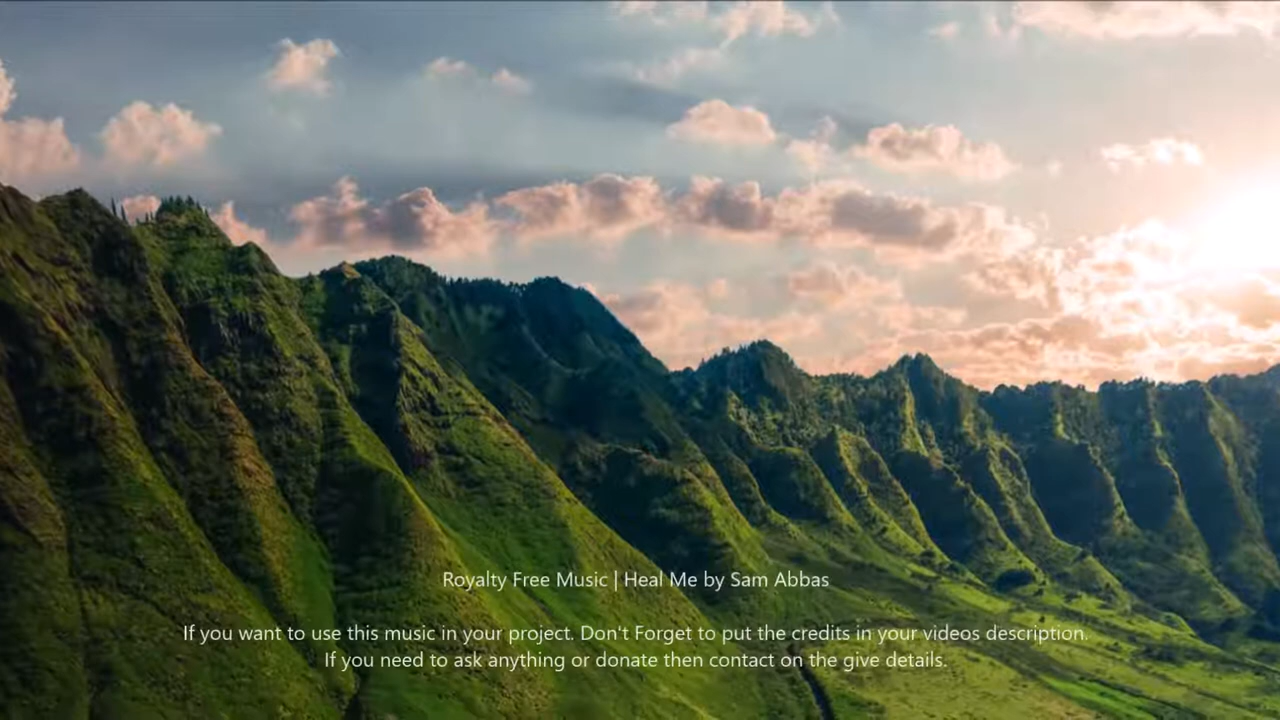 Royalty Free Music | Heal Me by Sam Abbas
If you want to use this music in your project. Don't Forget to put the credits in your videos description.
If you need to ask anything or donate then contact on the give details.